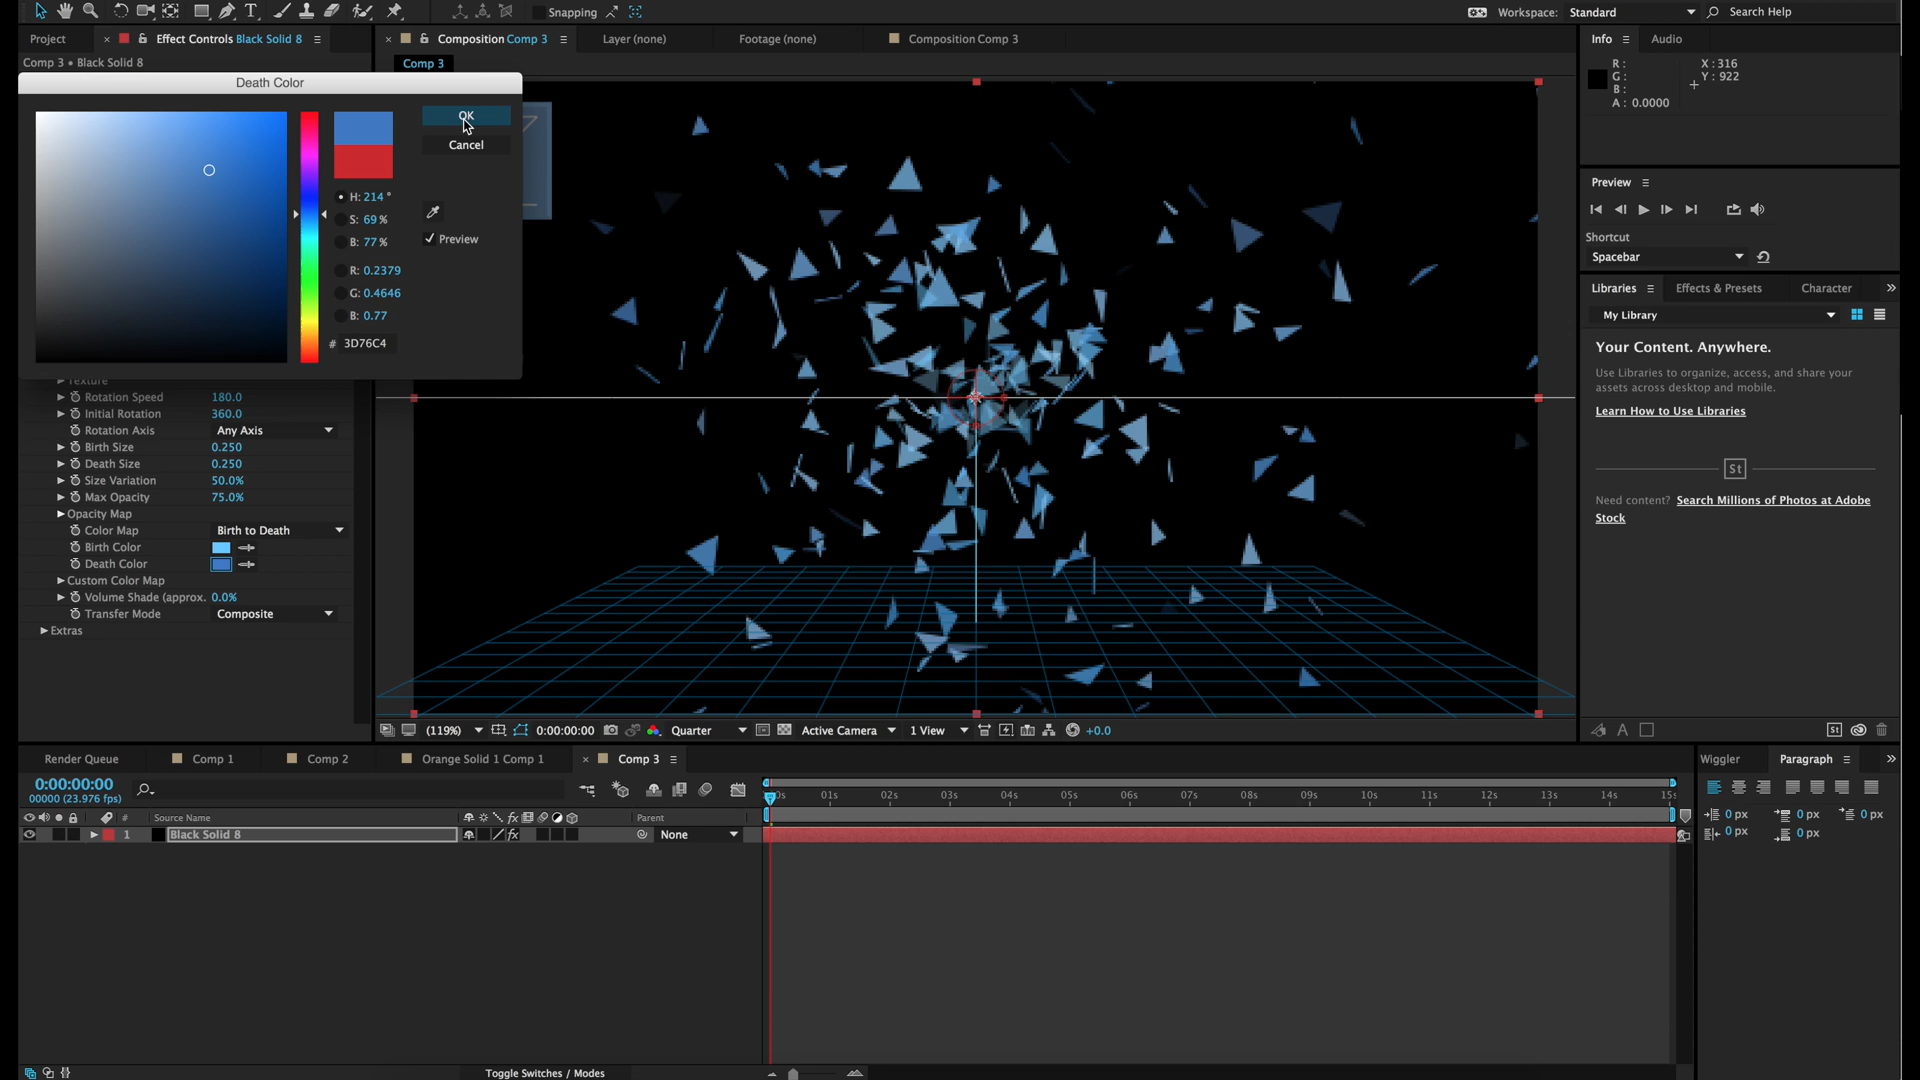 Snapping
Workspace: Standard
Search Help
Project
Effect Controls Black Solid 8
Composition Comp 3
Layer (none)
Footage (none)
Composition Comp 3
Info
Audio
Comp 3 • Black Solid 8
Comp 3
R :
G :
B :
A : 0.0000
X : 316
Y : 922
Death Color
OK
Cancel
H: 214 °
S: 69 %
B: 77 %
Preview
R: 0.2379
G: 0.4646
B: 0.77
# 3D76C4
Preview
Shortcut
Spacebar
Libraries
Effects & Presets
Character
My Library
Your Content. Anywhere.
Use Libraries to organize, access, and share your
assets across desktop and mobile.
Learn How to Use Libraries
St
Need content? Search Millions of Photos at Adobe
Stock
Texture
Rotation Speed 180.0
Initial Rotation 360.0
Rotation Axis Any Axis
Birth Size 0.250
Death Size 0.250
Size Variation 50.0%
Max Opacity 75.0%
Opacity Map
Color Map Birth to Death
Birth Color
Death Color
Custom Color Map
Volume Shade (approx. 0.0%
Transfer Mode Composite
Extras
(119%)
0:00:00:00
Quarter
Active Camera
1 View
+0.0
St
Render Queue
Comp 1
Comp 2
Orange Solid 1 Comp 1
Comp 3
Wiggler
Paragraph
0:00:00:00
00000 (23.976 fps)
0s 01s 02s 03s 04s 05s 06s 07s 08s 09s 10s 11s 12s 13s 14s 15s
# Source Name
Parent
1 Black Solid 8
None
0 px 0 px 0 px
0 px 0 px
Toggle Switches / Modes